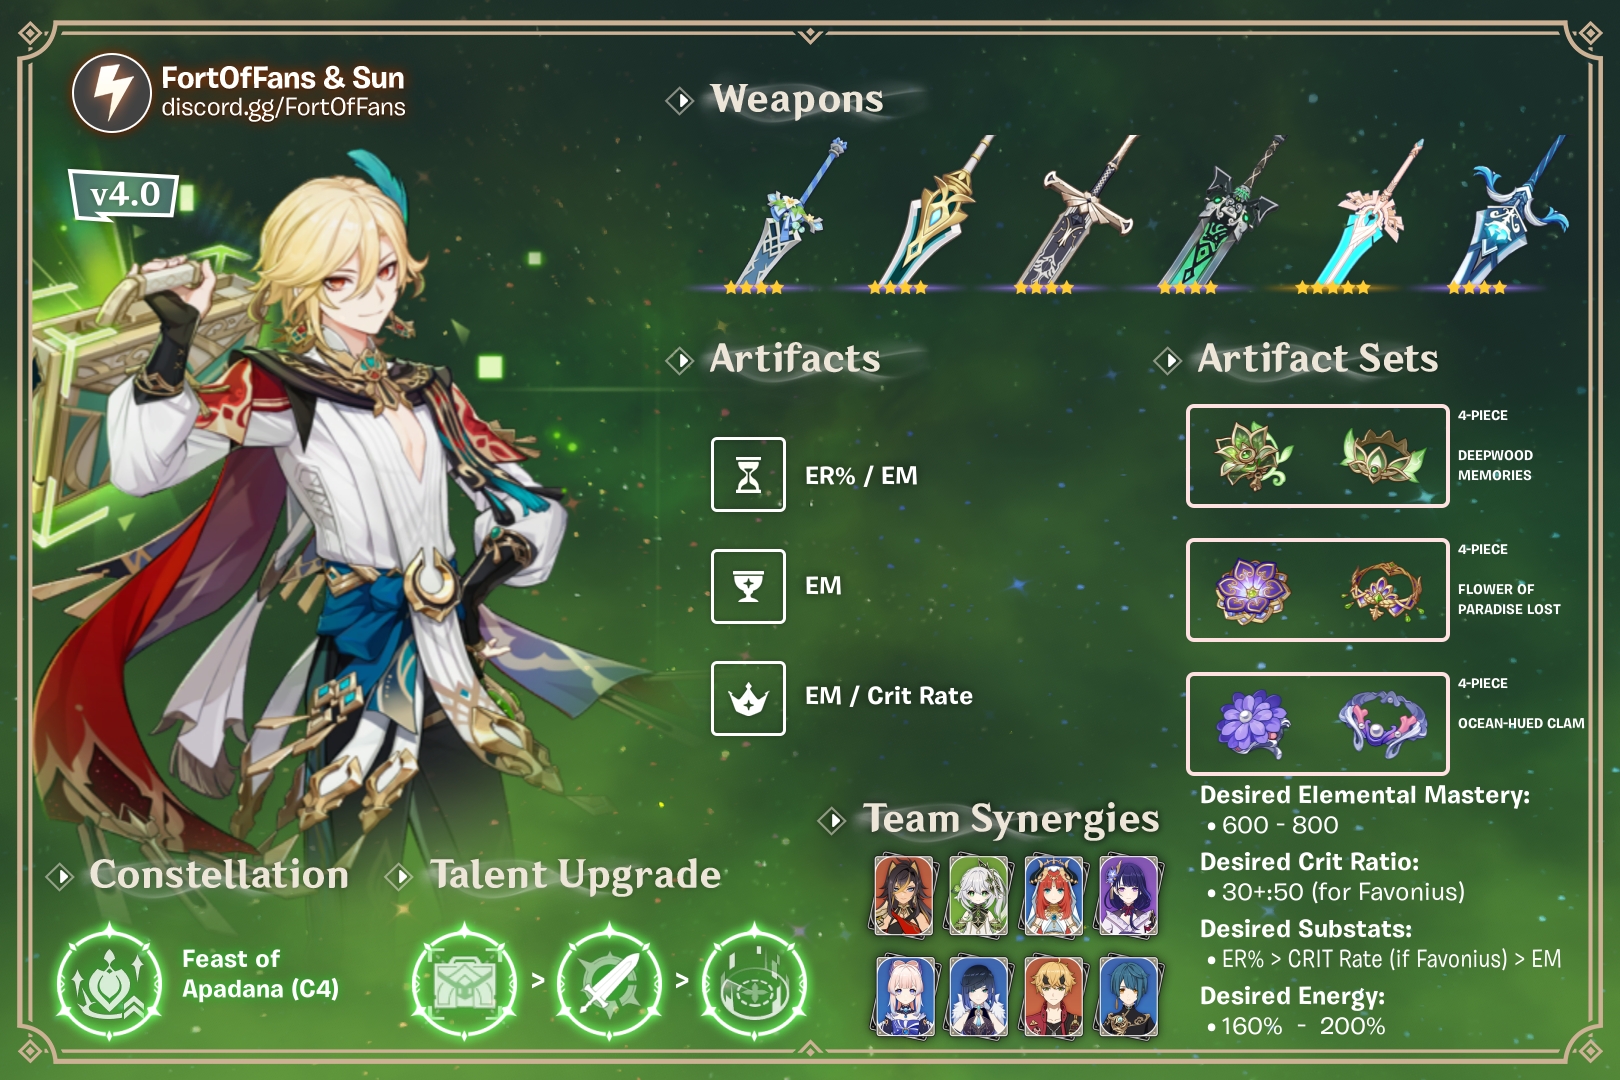 FortOfFans & Sun
discord.gg/FortOfFans
v4.0
Weapons
Artifacts
ER% / EM
EM
EM / Crit Rate
Artifact Sets
4-PIECE
DEEPWOOD
MEMORIES
4-PIECE
FLOWER OF
PARADISE LOST
4-PIECE
OCEAN-HUED CLAM
Desired Elemental Mastery:
• 600 - 800
Desired Crit Ratio:
• 30+:50 (for Favonius)
Desired Substats:
• ER% > CRIT Rate (if Favonius) > EM
Desired Energy:
• 160% - 200%
Team Synergies
Constellation
Feast of
Apadana (C4)
Talent Upgrade
> >